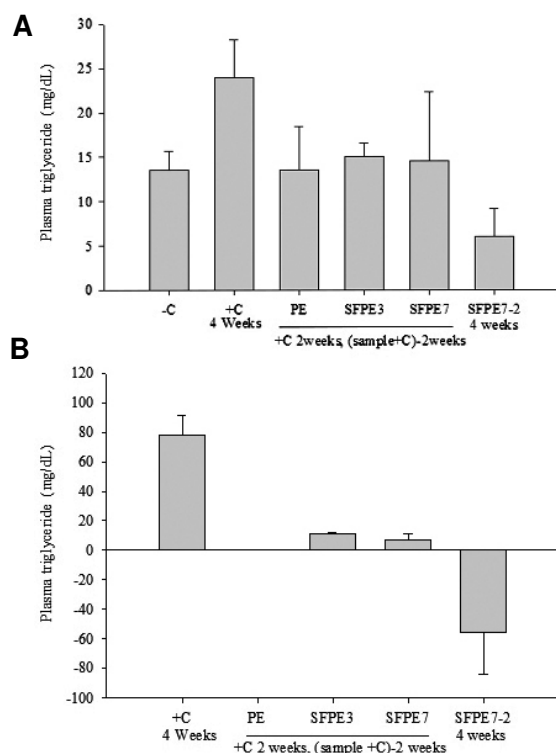 A
Plasma triglyceride (mg/dL)
30
25
20
15
10
5
0
-C
+C
PE
SFPE3
SFPE7
SFPE7-2
4 Weeks
4 weeks
+C 2weeks, (sample+C)-2weeks
B
Plasma triglyceride (mg/dL)
120
100
80
60
40
20
0
-20
-40
-60
-80
-100
+C
PE
SFPE3
SFPE7
SFPE7-2
4 Weeks
4 weeks
+C 2 weeks, (sample +C)-2 weeks